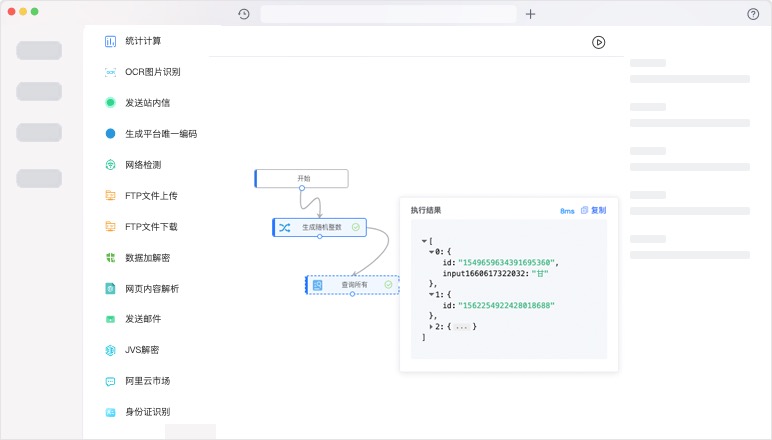 统计计算
OCR图片识别
发送站内信
生成平台唯一编码
网络检测
FTP文件上传
FTP文件下载
数据加解密
网页内容解析
发送邮件
JVS解密
阿里云市场
身份证识别
开始
生成随机整数
查询所有
执行结果 8ms 复制
[
0: {
id: "1549659634391695360",
input1660617322032: "甘"
},
1: {
id: "1562254922428018688"
},
2: { ... }
]